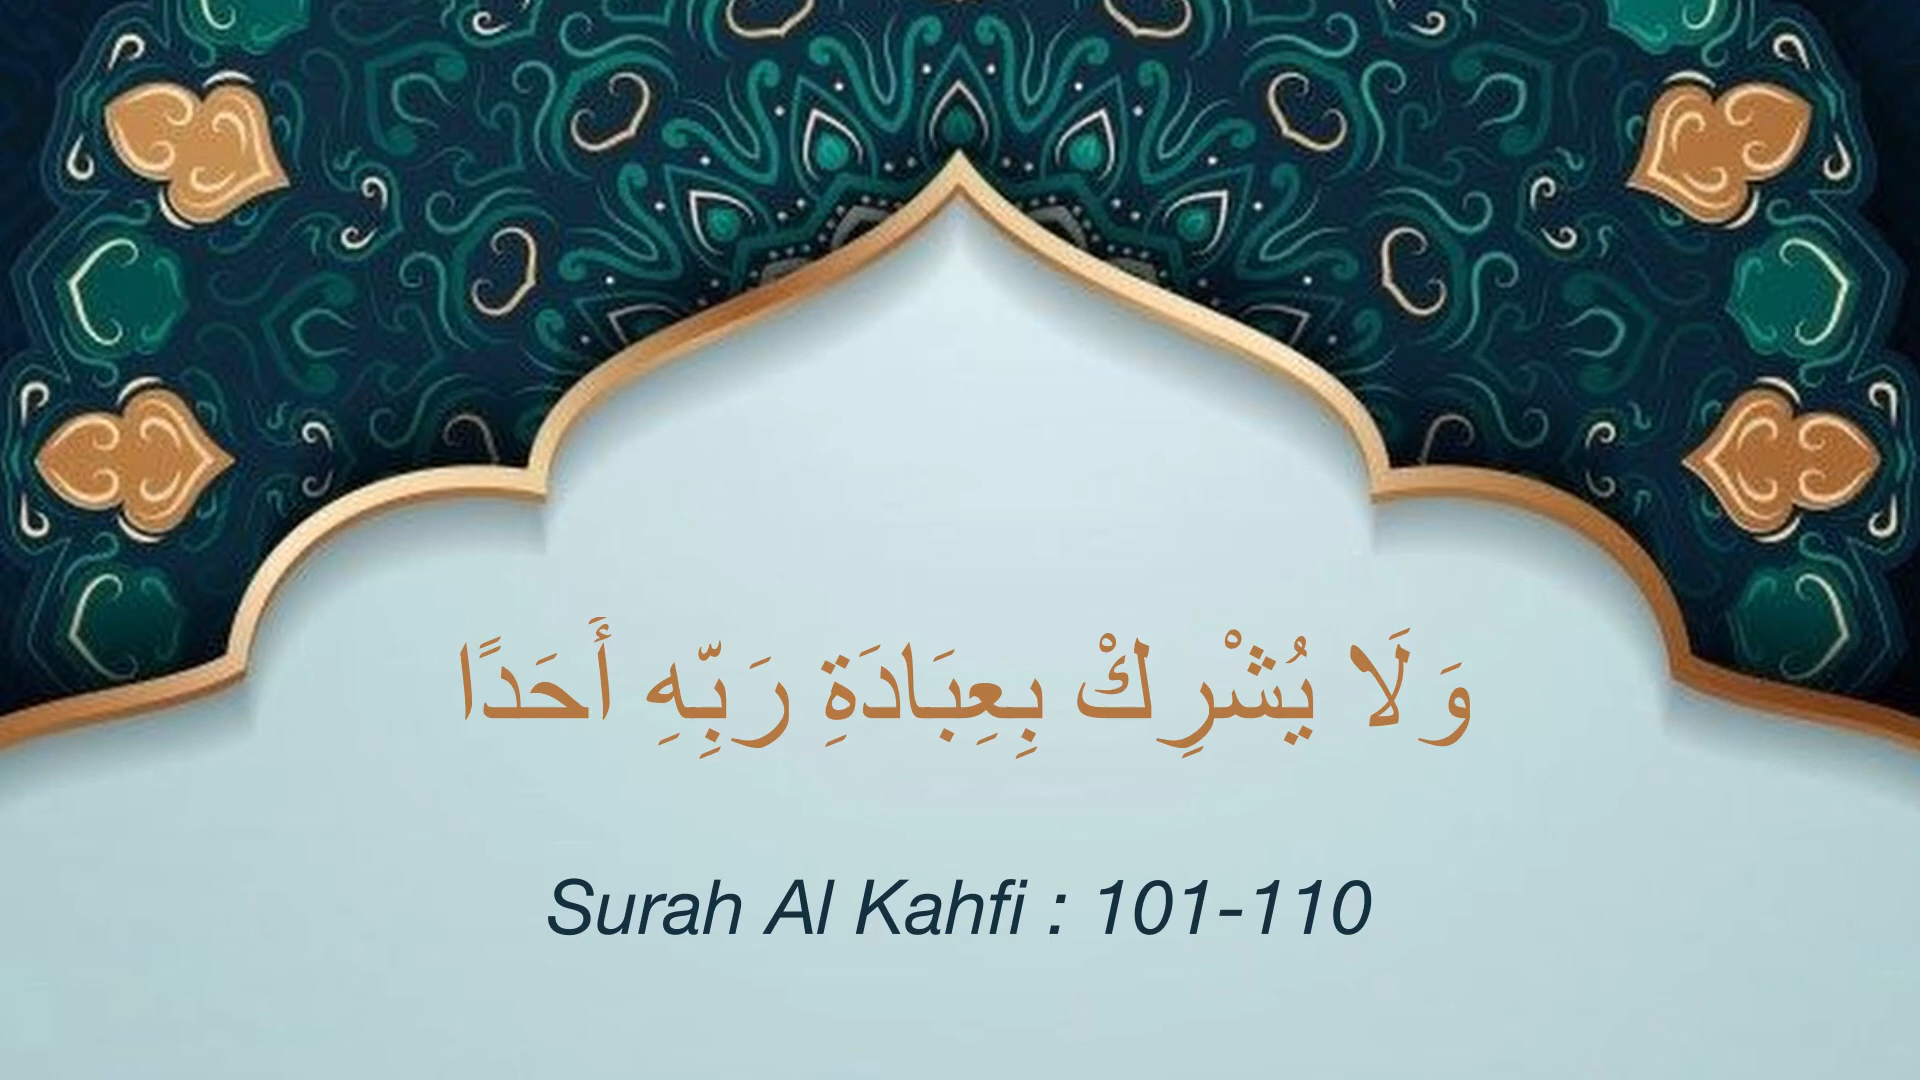 وَلَا يُشْرِكْ بِعِبَادَةِ رَبِّهِ أَحَدًا
Surah Al Kahfi : 101-110